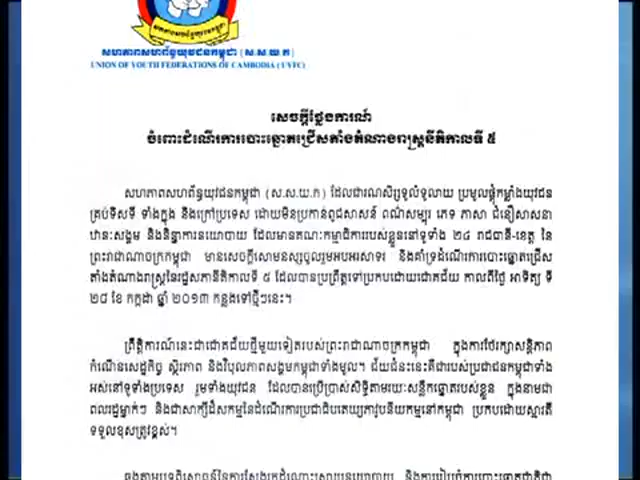 សហភាពសហព័ន្ធយុវជនកម្ពុជា (ស.ស.យ.ក)
UNION OF YOUTH FEDERATIONS OF CAMBODIA (UYFC)
សេចក្តីថ្លែងការណ៍
ចំពោះដំណើរការបោះឆ្នោតជ្រើសតាំងតំណាងរាស្ត្រនីតិកាលទី ៥
សហភាពសហព័ន្ធយុវជនកម្ពុជា (ស.ស.យ.ក) ដែលជារណសិរ្សទូលំទូលាយ ប្រមូលផ្តុំកម្លាំងយុវជន
គ្រប់ទិសទី ទាំងក្នុង និងក្រៅប្រទេស ដោយមិនប្រកាន់ពូជសាសន៍ ពណ៌សម្បុរ ភេទ ភាសា ជំនឿសាសនា
ឋានៈសង្គម និងនិន្នាការនយោបាយ ដែលមានគណៈកម្មាធិការរបស់ខ្លួននៅទូទាំង ២៤ រាជធានី-ខេត្ត នៃ
ព្រះរាជាណាចក្រកម្ពុជា មានសេចក្តីសោមនស្សចូលរួមអបអរសាទរ និងគាំទ្រដំណើរការបោះឆ្នោតជ្រើស
តាំងតំណាងរាស្ត្រនៃរដ្ឋសភានីតិកាលទី ៥ ដែលបានប្រព្រឹត្តទៅប្រកបដោយជោគជ័យ កាលពីថ្ងៃ អាទិត្យ ទី
២៨ ខែ កក្កដា ឆ្នាំ ២០១៣ កន្លងទៅថ្មីៗនេះ។
ព្រឹត្តិការណ៍នេះជាជោគជ័យថ្មីមួយទៀតរបស់ព្រះរាជាណាចក្រកម្ពុជា ក្នុងការថែរក្សាសន្តិភាព
កំណើនសេដ្ឋកិច្ច ស្ថិរភាព និងវិបុលភាពសង្គមកម្ពុជាទាំងមូល។ ជ័យជំនះនេះគឺជារបស់ប្រជាជនកម្ពុជាទាំង
អស់នៅទូទាំងប្រទេស រួមទាំងយុវជន ដែលបានប្រើប្រាស់សិទ្ធិតាមរយៈសន្លឹកឆ្នោតរបស់ខ្លួន ក្នុងនាមជា
ពលរដ្ឋម្នាក់ៗ និងជាសាក្សីដ៏សកម្មនៃដំណើរការប្រជាធិបតេយ្យភាវូបនីយកម្មនៅកម្ពុជា ប្រកបដោយស្មារតី
ទទួលខុសត្រូវខ្ពស់។